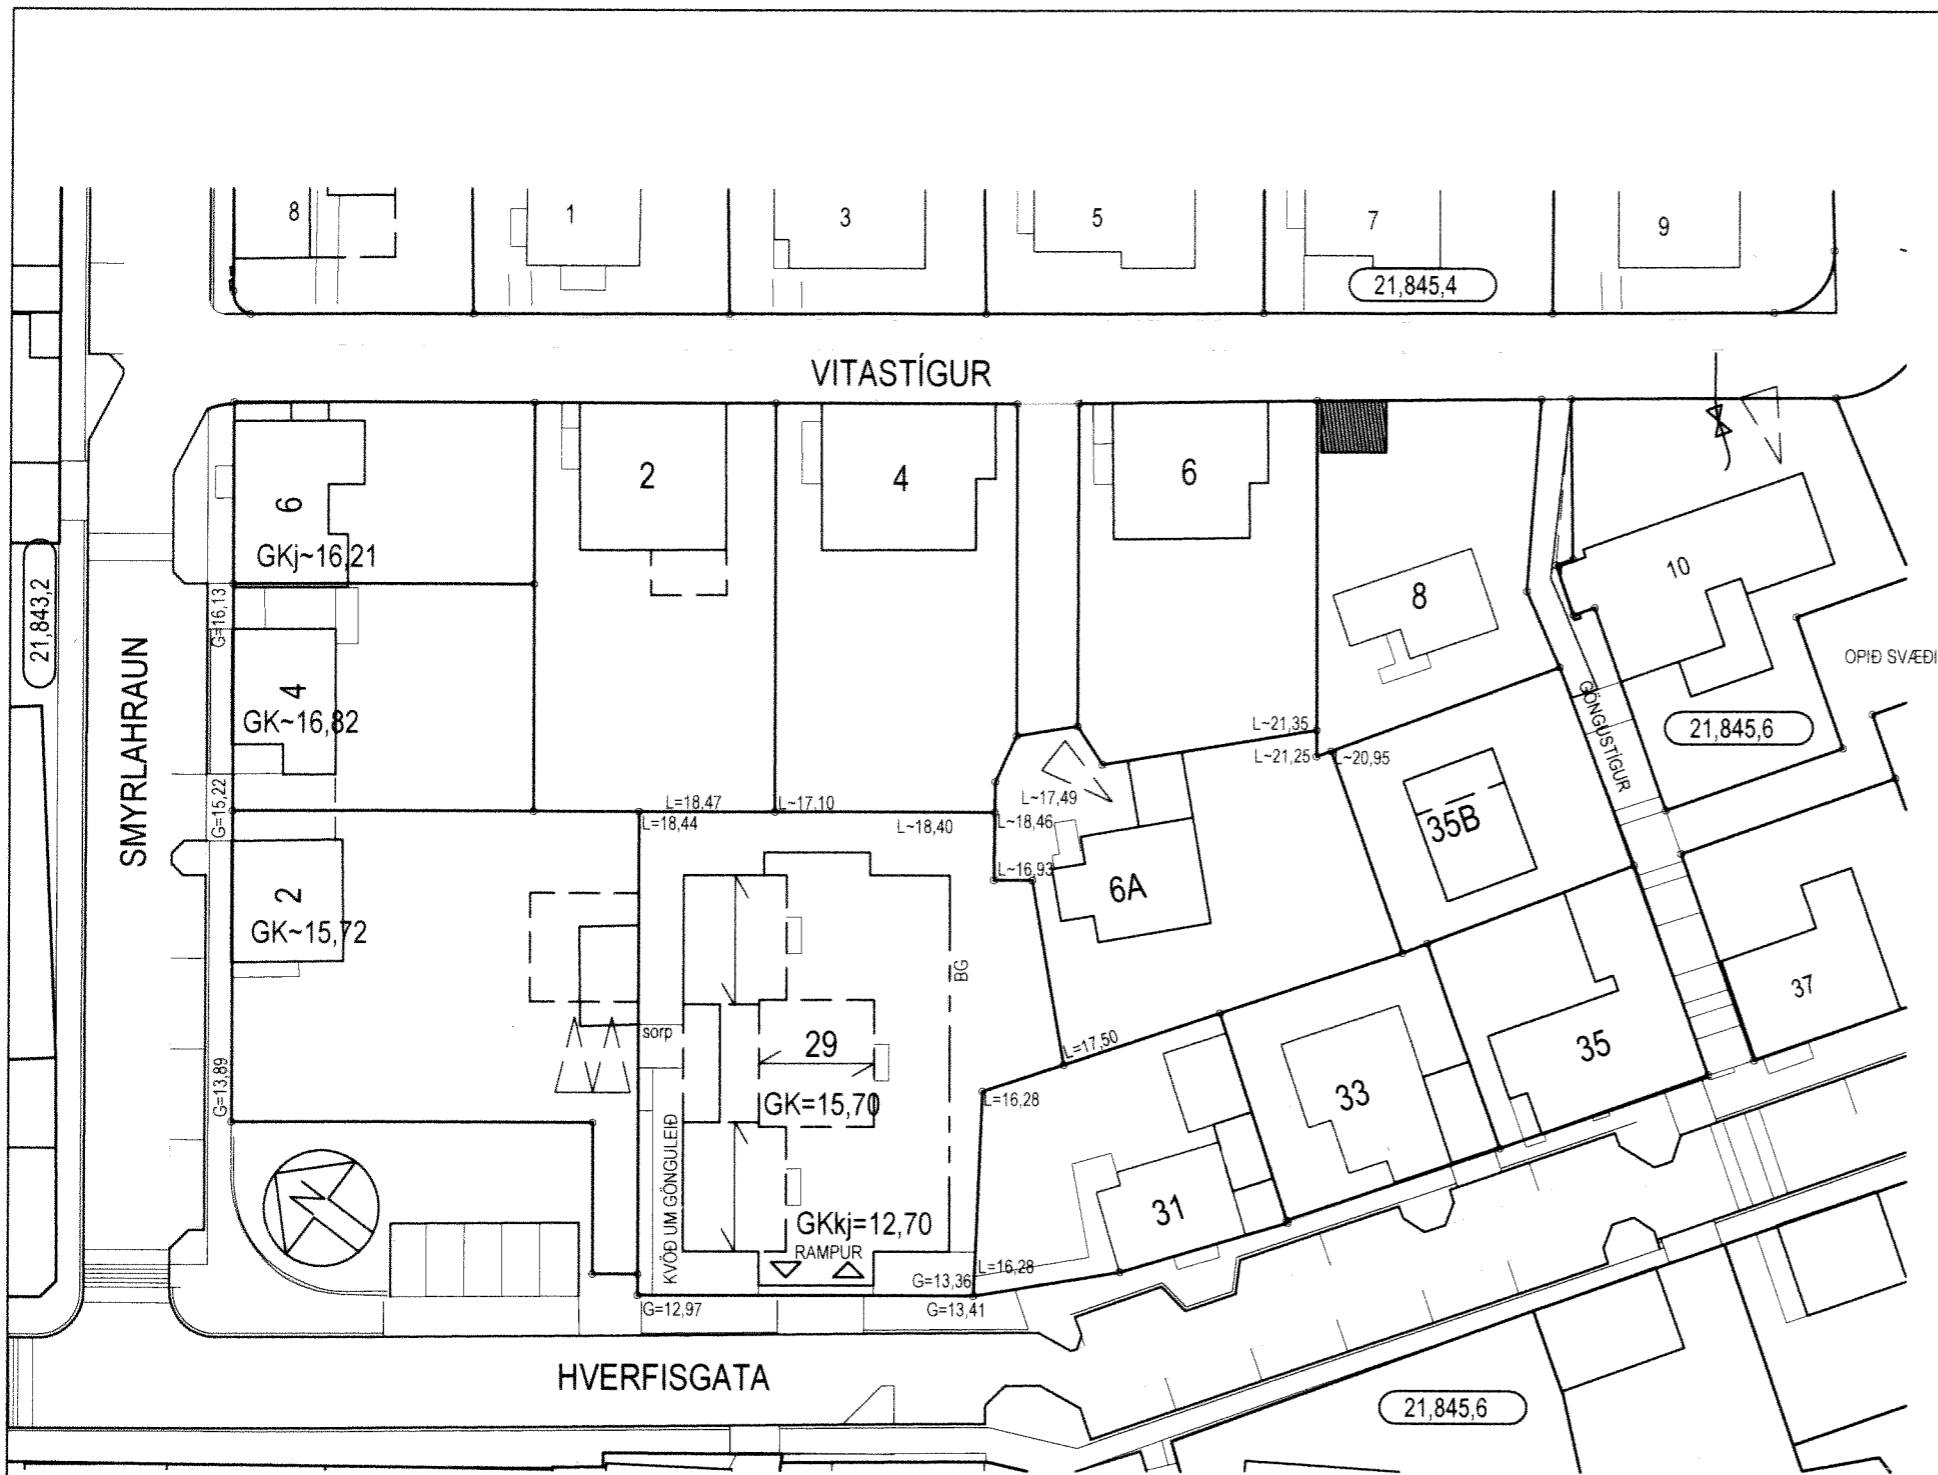 8
1
3
5
7
9
21,845,4
VITASTÍGUR
6
GKj~16,21
2
4
6
8
10
21,843,2
SMYRLAHRAUN
G=16,13
4
GK~16,82
G=15,22
OPIÐ SVÆÐI
GÖNGUSTÍGUR
21,845,6
L~21,35
L~21,25
L~20,95
L=18,47
L=18,44
L~17,10
L~18,40
L~17,49
L~18,46
L~16,93
35B
6A
2
GK~15,72
G=13,89
BG
sorp
29
GK=15,70
L=17,50
L=16,28
37
35
33
31
KVÖÐ UM GÖNGULEIÐ
GKkj=12,70
RAMPUR
L=16,28
G=13,36
G=12,97
G=13,41
HVERFISGATA
21,845,6